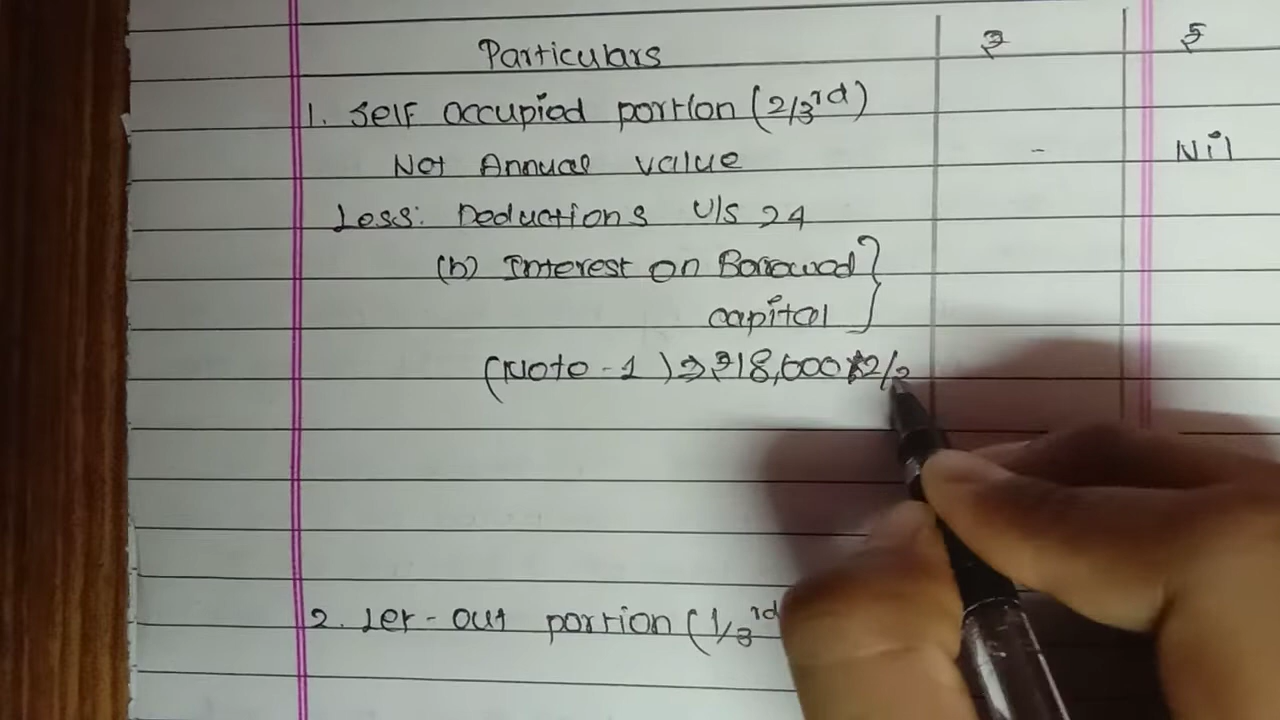 Particulars ₹ ₹
1. Self occupied portion (2/3rd)
Net Annual value - Nil
Less: Deductions U/S 24
(b) Interest on Borrowed
capital
(Note - 1) ⇒ ₹18,000*2/3
2. Let - out portion (1/3rd